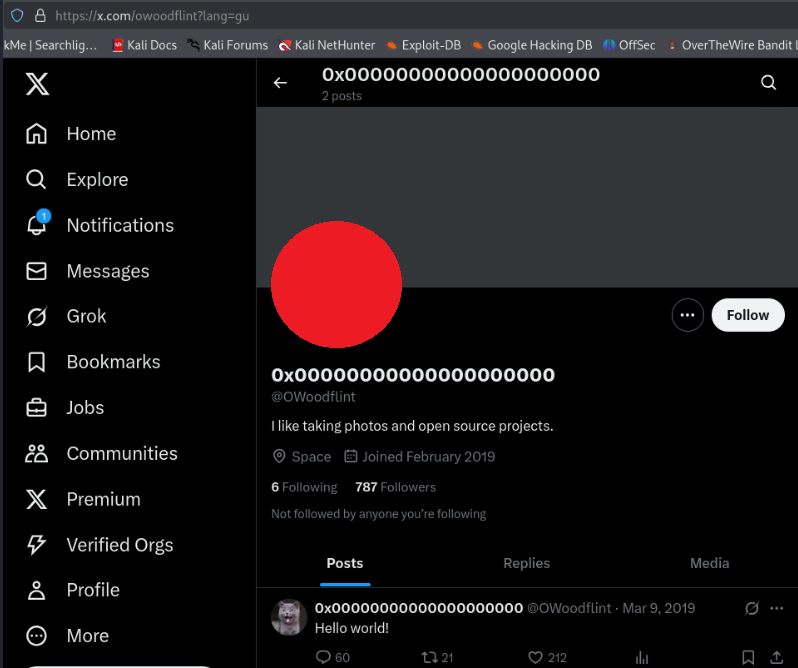 https://x.com/owoodflint?lang=gu
kMe | Searchlig… Kali Docs Kali Forums Kali NetHunter Exploit-DB Google Hacking DB OffSec OverTheWire Bandit
0x00000000000000000000
2 posts
Home
Explore
1
Notifications
Messages
Grok
Bookmarks
Jobs
Communities
Premium
Verified Orgs
Profile
More
Follow
0x00000000000000000000
@OWoodflint
I like taking photos and open source projects.
Space Joined February 2019
6 Following 787 Followers
Not followed by anyone you're following
Posts Replies Media
0x00000000000000000000 @OWoodflint · Mar 9, 2019
Hello world!
60 21 212